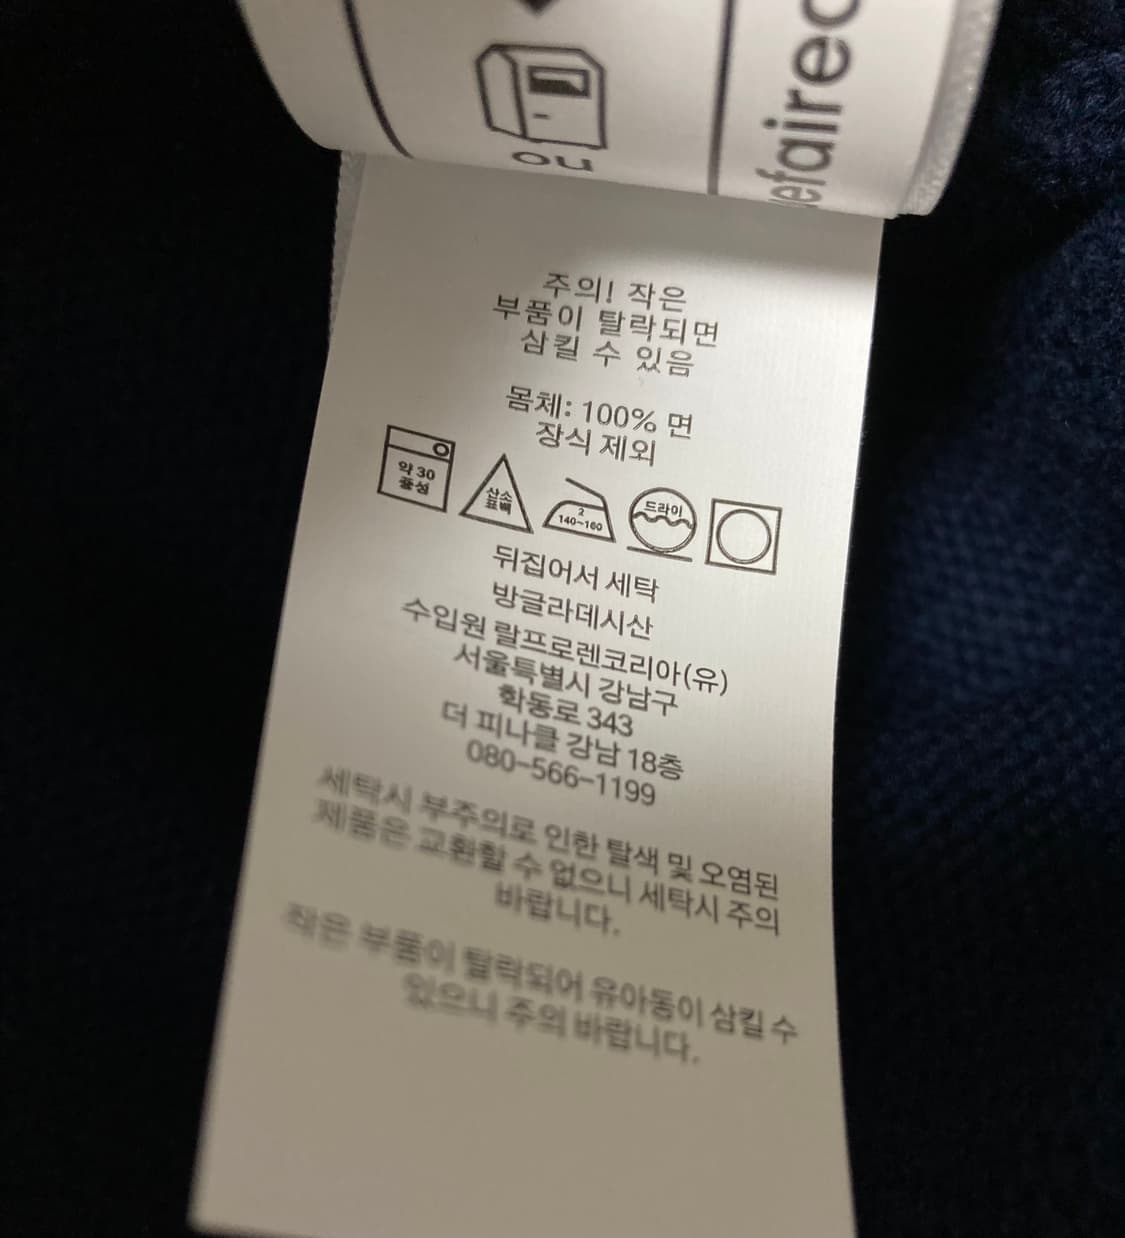 ou
efaire
주의! 작은
부품이 탈락되면
삼킬 수 있음
몸체: 100% 면
장식 제외
약 30
중성
산소
표백
2
140~160
드라이
뒤집어서 세탁
방글라데시산
수입원 랄프로렌코리아(유)
서울특별시 강남구
학동로 343
더 피나클 강남 18층
080-566-1199
세탁시 부주의로 인한 탈색 및 오염된
제품은 교환할 수 없으니 세탁시 주의
바랍니다.
작은 부품이 탈락되어 유아동이 삼킬 수
있으니 주의 바랍니다.